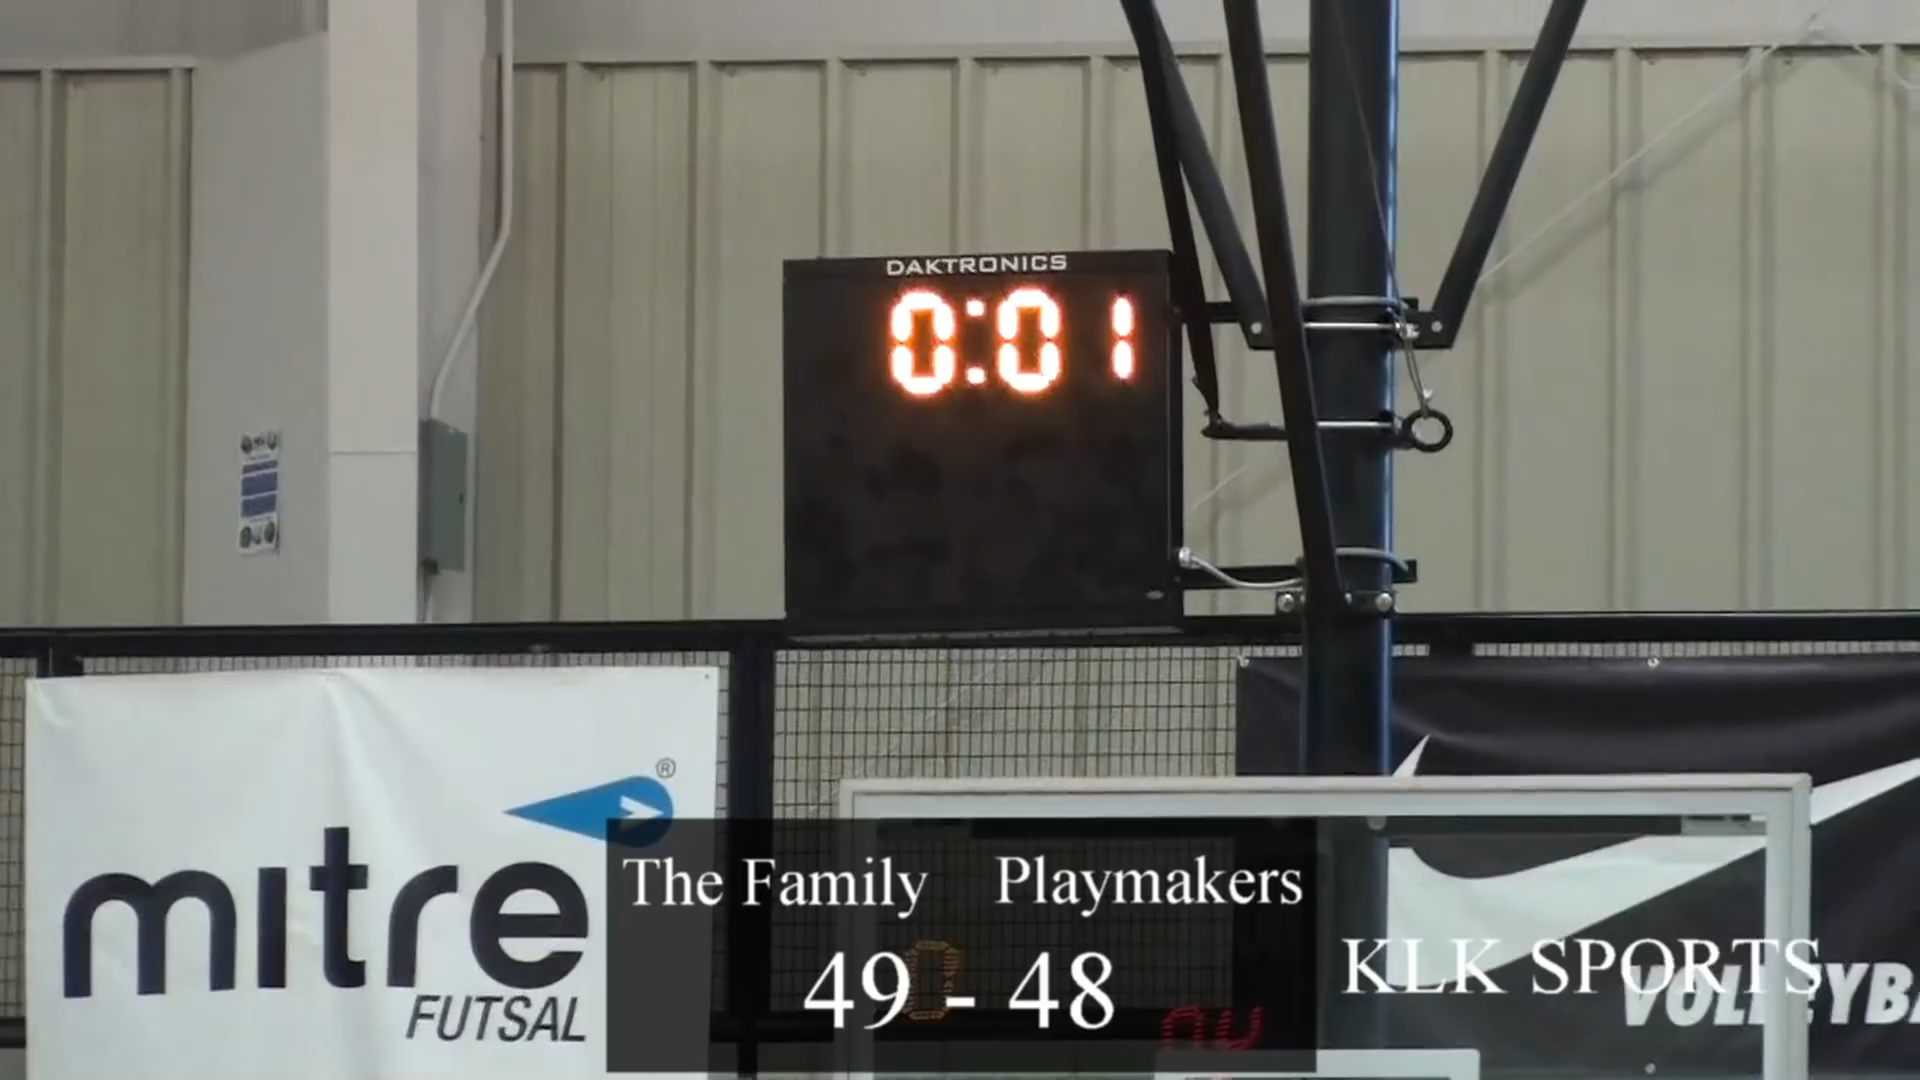 DAKTRONICS
0:01
mitre
®
FUTSAL
The Family Playmakers
49 - 48
KLK SPORTS